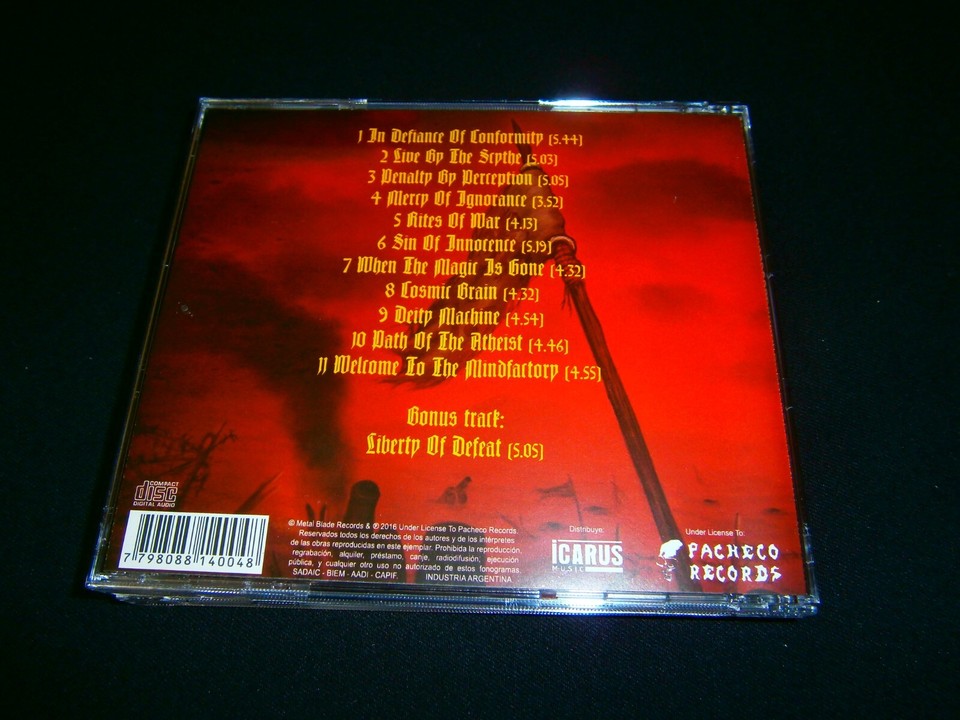 1 In Defiance Of Conformity (5.44)
2 Live By The Scythe (5.03)
3 Penalty By Perception (5.05)
4 Mercy Of Ignorance (3.52)
5 Rites Of War (4.13)
6 Sin Of Innocence (5.19)
7 When The Magic Is Gone (4.32)
8 Cosmic Brain (4.32)
9 Deity Machine (4.54)
10 Path Of The Atheist (4.46)
11 Welcome To The Mindfactory (4.55)
Bonus track:
Liberty Of Defeat (5.05)
COMPACT
disc
DIGITAL AUDIO
7 798088 140048
© Metal Blade Records & ℗ 2016 Under License To Pacheco Records.
Reservados todos los derechos de los autores y de los intérpretes
de las obras reproducidas en este ejemplar. Prohibida la reproducción,
regrabación, alquiler, préstamo, canje, radiodifusión, ejecución
pública, y cualquier otro uso no autorizado de estos fonogramas.
SADAIC - BIEM - AADI - CAPIF. INDUSTRIA ARGENTINA
Distribuye:
ICARUS
MUSIC
Under License To:
PACHECO
RECORDS